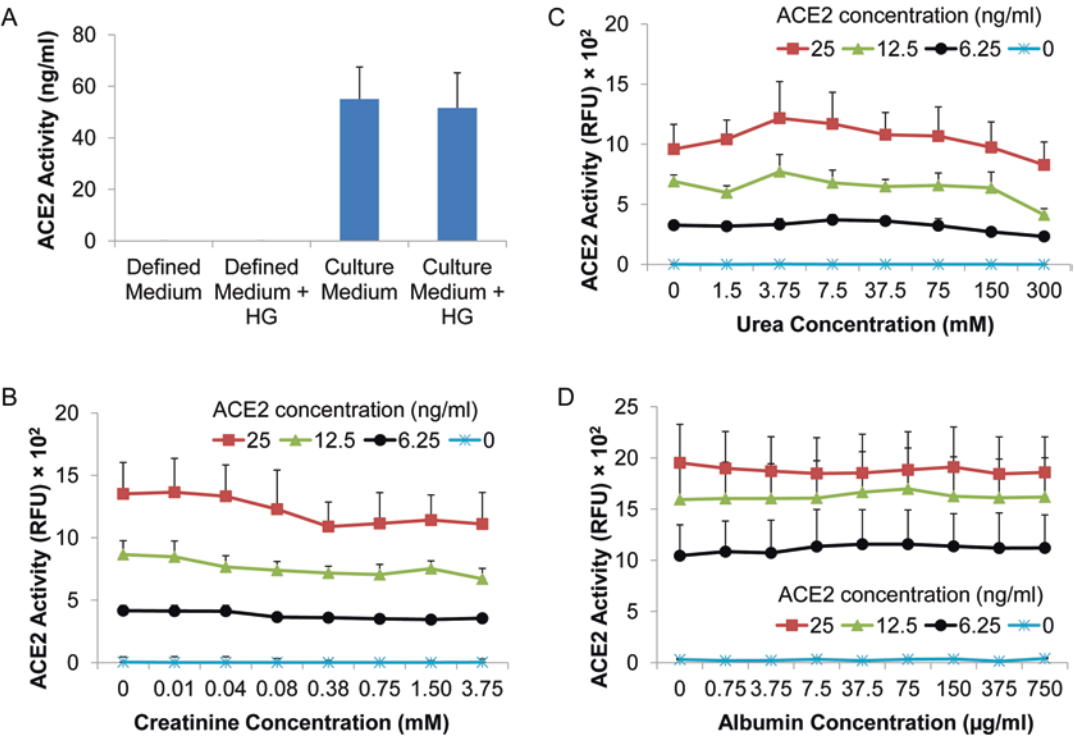 A
ACE2 Activity (ng/ml)
80
60
40
20
0
Defined
Medium
Defined
Medium +
HG
Culture
Medium
Culture
Medium +
HG
C
ACE2 concentration (ng/ml)
25 12.5 6.25 0
ACE2 Activity (RFU) × 10²
20
15
10
5
0
0 1.5 3.75 7.5 37.5 75 150 300
Urea Concentration (mM)
B
ACE2 concentration (ng/ml)
25 12.5 6.25 0
ACE2 Activity (RFU) × 10²
20
15
10
5
0
0 0.01 0.04 0.08 0.38 0.75 1.50 3.75
Creatinine Concentration (mM)
D
ACE2 Activity (RFU) × 10²
25
20
15
10
5
0
ACE2 concentration (ng/ml)
25 12.5 6.25 0
0 0.75 3.75 7.5 37.5 75 150 375 750
Albumin Concentration (µg/ml)